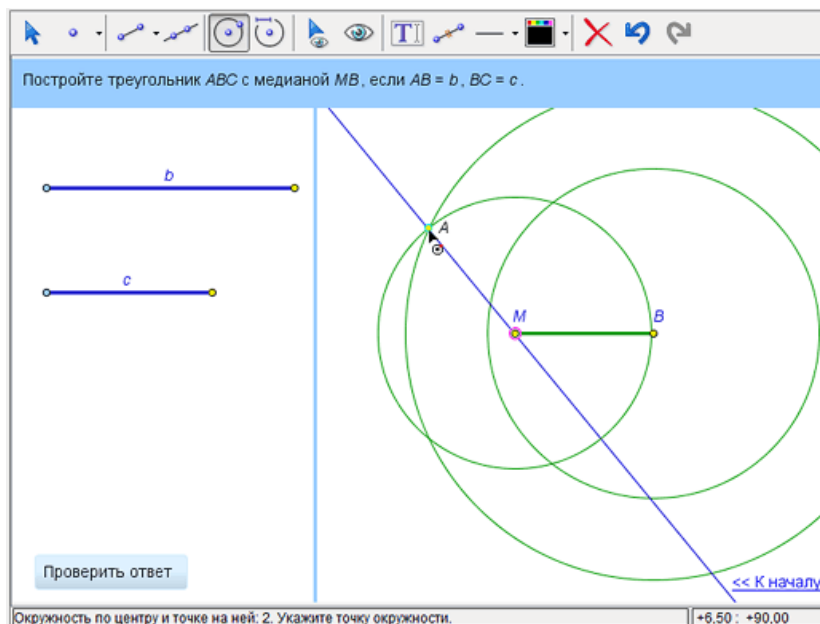 T
Постройте треугольник ABC с медианой MB, если AB = b, BC = c.
b
A
c
M
B
Проверить ответ
<< К началу
Окружность по центру и точке на ней: 2. Укажите точку окружности.
+6,50 : +90,00